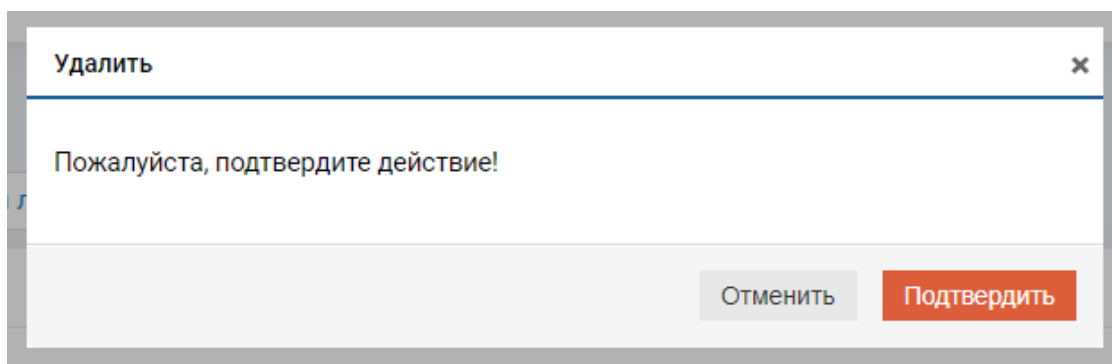 Удалить
Пожалуйста, подтвердите действие!
Отменить
Подтвердить